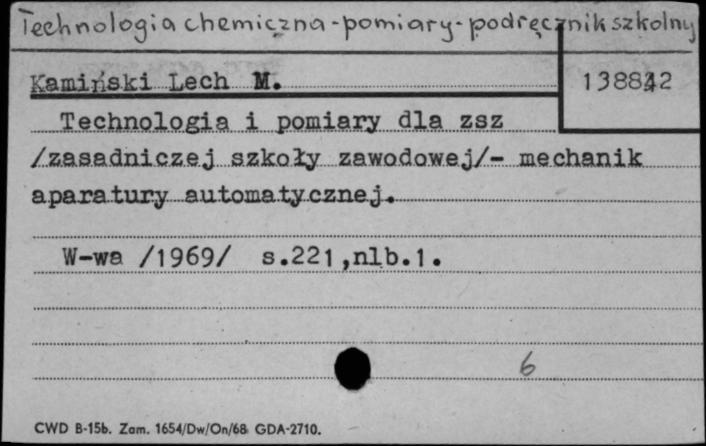 Technologia chemiczna - pomiary - podręcznik szkolny
Kamiński Lech M.
138842
Technologia i pomiary dla zsz
/zasadniczej szkoły zawodowej/- mechanik
aparatury automatycznej.
W-wa /1969/ s.221,nlb.1.
6
CWD B-15b. Zam. 1654/Dw/On/68 GDA-2710.